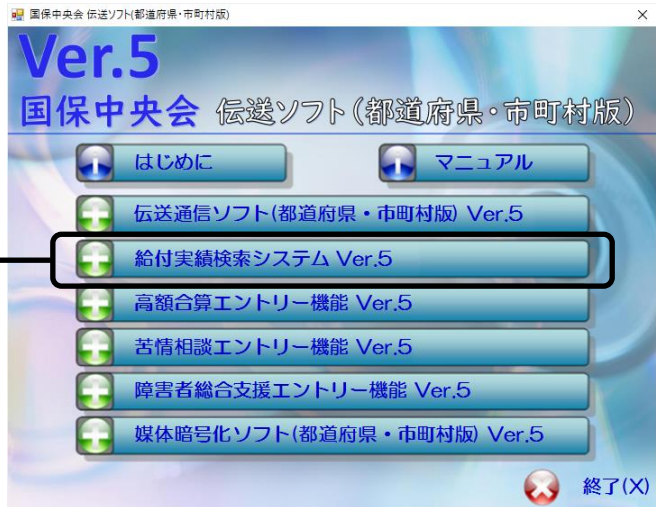 国保中央会 伝送ソフト(都道府県・市町村版)
Ver.5
国保中央会 伝送ソフト(都道府県・市町村版)
はじめに マニュアル
伝送通信ソフト(都道府県・市町村版) Ver.5
給付実績検索システム Ver.5
高額合算エントリー機能 Ver.5
苦情相談エントリー機能 Ver.5
障害者総合支援エントリー機能 Ver.5
媒体暗号化ソフト(都道府県・市町村版) Ver.5
終了(X)